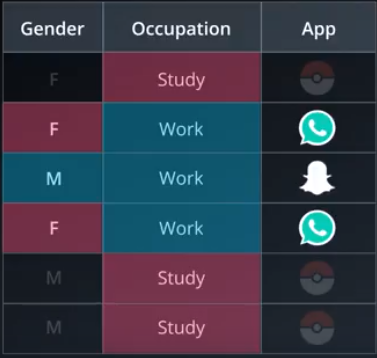 Gender Occupation App
F Study
F Work
M Work
F Work
M Study
M Study